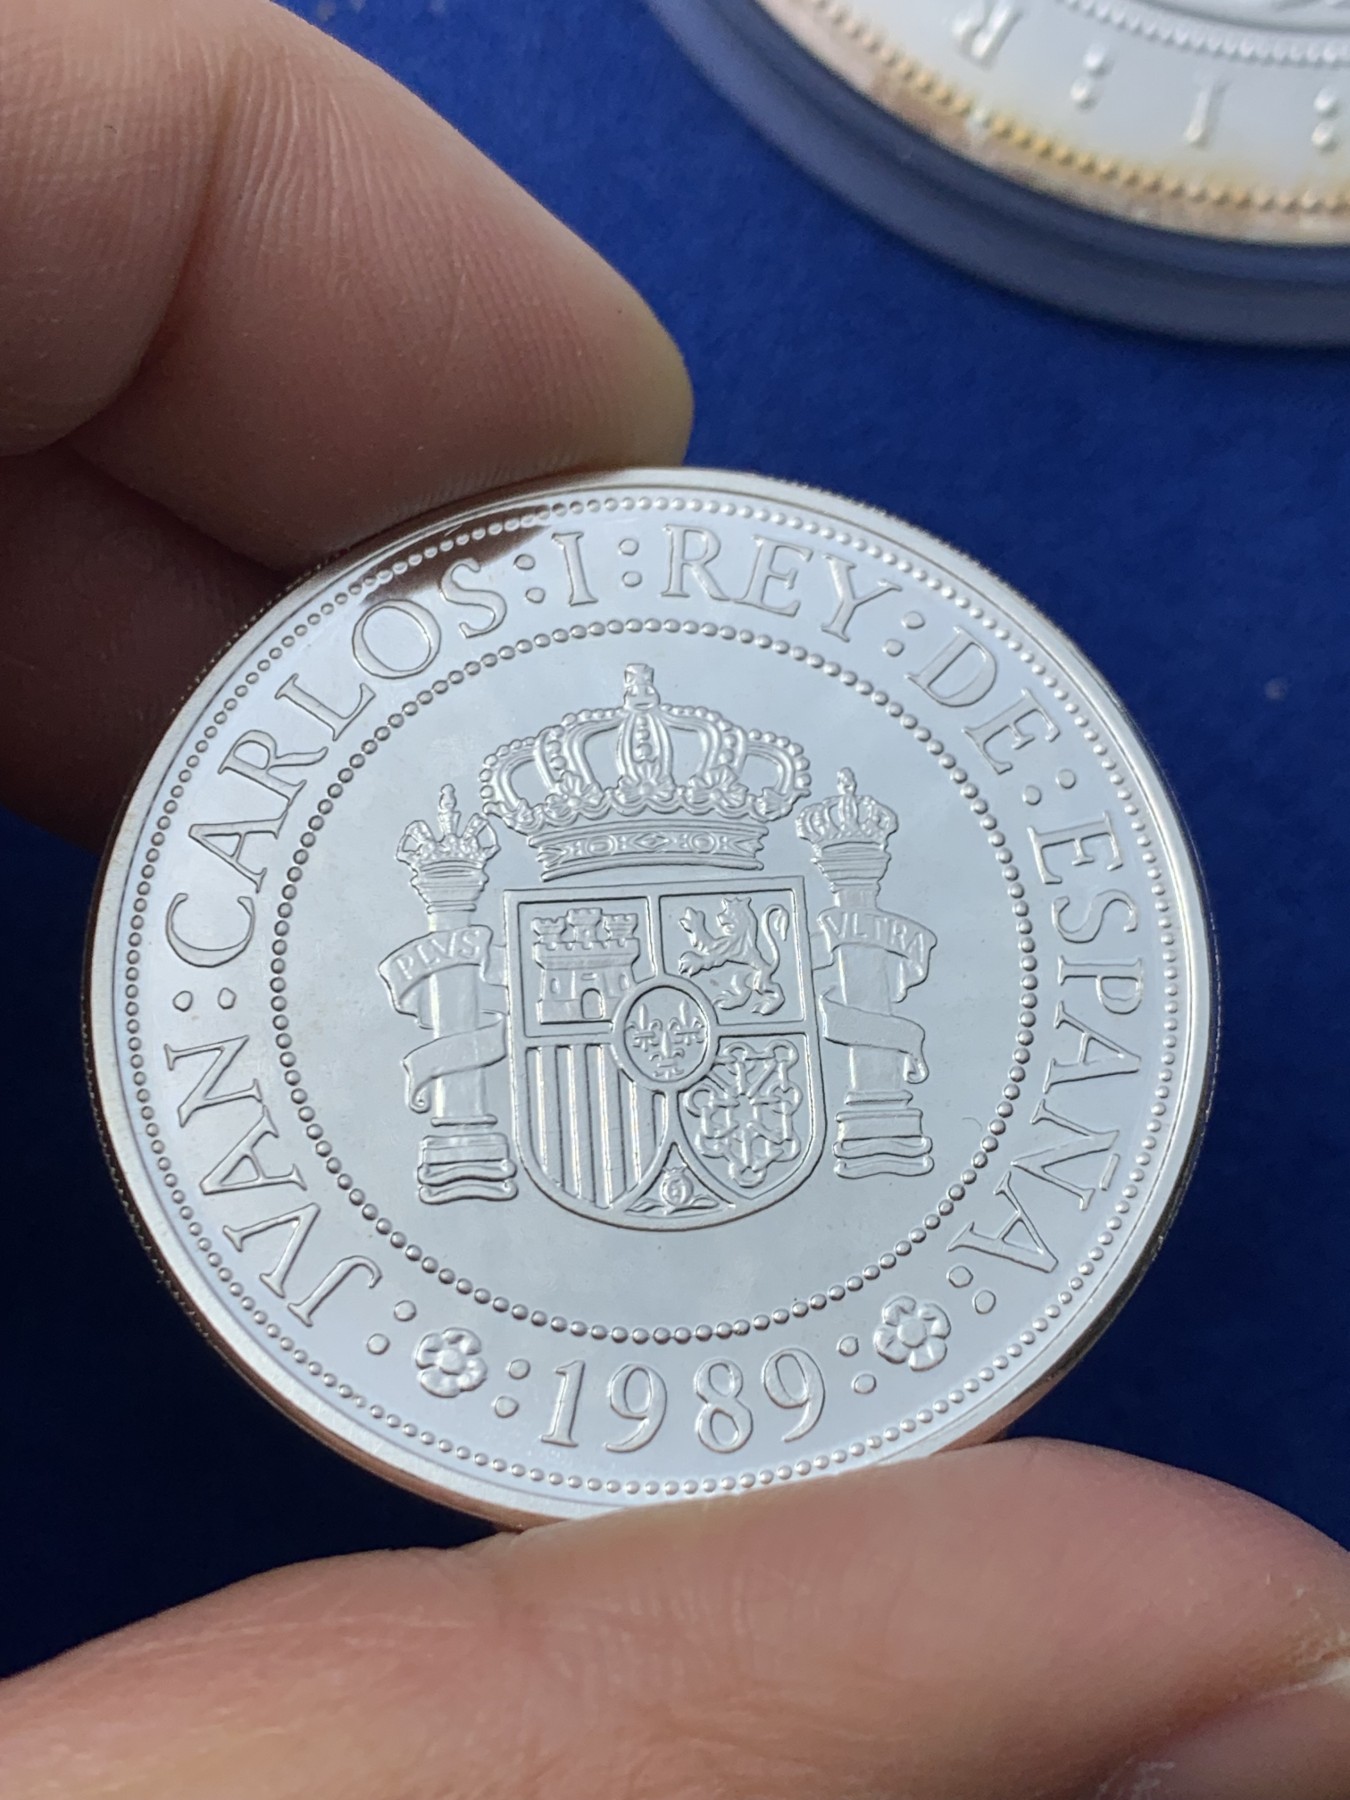 : JVAN : CARLOS : I : REY : DE : ESPAÑA :
: 1989 :
PLVS
VLTRA
R : I :